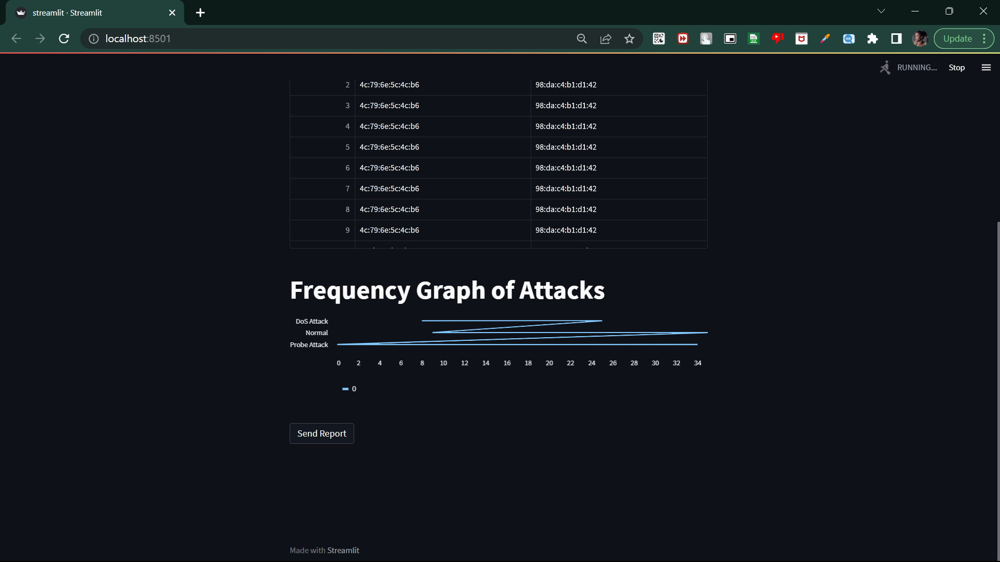 streamlit · Streamlit
localhost:8501
Update
RUNNING... Stop
2 4c:79:6e:5c:4c:b6 98:da:c4:b1:d1:42
3 4c:79:6e:5c:4c:b6 98:da:c4:b1:d1:42
4 4c:79:6e:5c:4c:b6 98:da:c4:b1:d1:42
5 4c:79:6e:5c:4c:b6 98:da:c4:b1:d1:42
6 4c:79:6e:5c:4c:b6 98:da:c4:b1:d1:42
7 4c:79:6e:5c:4c:b6 98:da:c4:b1:d1:42
8 4c:79:6e:5c:4c:b6 98:da:c4:b1:d1:42
9 4c:79:6e:5c:4c:b6 98:da:c4:b1:d1:42
Frequency Graph of Attacks
DoS Attack
Normal
Probe Attack
0 2 4 6 8 10 12 14 16 18 20 22 24 26 28 30 32 34
0
Send Report
Made with Streamlit